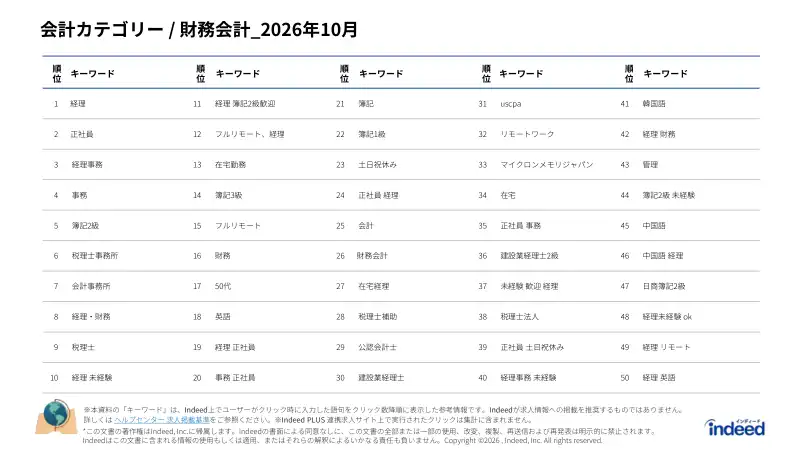 会計カテゴリー / 財務会計_2026年10月
順位 キーワード 順位 キーワード 順位 キーワード 順位 キーワード 順位 キーワード
1 経理 11 経理 簿記2級歓迎 21 簿記 31 uscpa 41 韓国語
2 正社員 12 フルリモート、経理 22 簿記1級 32 リモートワーク 42 経理 財務
3 経理事務 13 在宅勤務 23 土日祝休み 33 マイクロンメモリジャパン 43 管理
4 事務 14 簿記3級 24 正社員 経理 34 在宅 44 簿記2級 未経験
5 簿記2級 15 フルリモート 25 会計 35 正社員 事務 45 中国語
6 税理士事務所 16 財務 26 財務会計 36 建設業経理士2級 46 中国語 経理
7 会計事務所 17 50代 27 在宅経理 37 未経験 歓迎 経理 47 日商簿記2級
8 経理・財務 18 英語 28 税理士補助 38 税理士法人 48 経理未経験 ok
9 税理士 19 経理 正社員 29 公認会計士 39 正社員 土日祝休み 49 経理 リモート
10 経理 未経験 20 事務 正社員 30 建設業経理士 40 経理事務 未経験 50 経理 英語
※本資料の「キーワード」は、Indeed上でユーザーがクリック時に入力した語句をクリック数降順に表示した参考情報です。Indeedが求人情報への掲載を推奨するものではありません。
詳しくは ヘルプセンター 求人掲載基準をご参照ください。※Indeed PLUS 連携求人サイト上で実行されたクリックは集計に含まれません。
*この文書の著作権はIndeed, Inc.に帰属します。Indeedの書面による同意なしに、この文書の全部または一部の使用、改変、複製、再送信および再発表は明示的に禁止されます。
Indeedはこの文書に含まれる情報の使用もしくは適用、またはそれらの解釈によるいかなる責任も負いません。Copyright ©2026 , Indeed, Inc. All rights reserved.
インディード
indeed